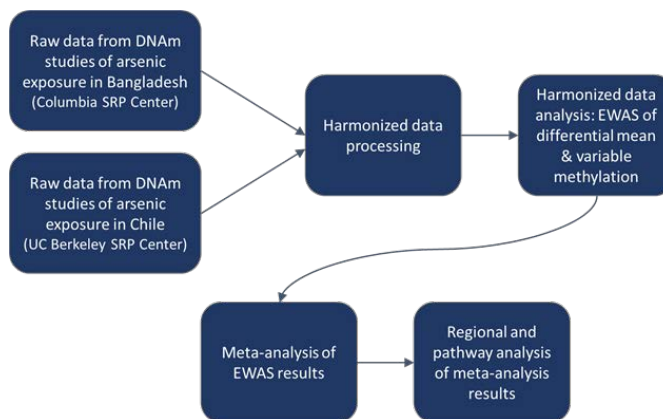 Raw data from DNAm
studies of arsenic
exposure in Bangladesh
(Columbia SRP Center)
Raw data from DNAm
studies of arsenic
exposure in Chile
(UC Berkeley SRP Center)
Harmonized data
processing
Harmonized data
analysis: EWAS of
differential mean
& variable
methylation
Meta-analysis of
EWAS results
Regional and
pathway analysis
of meta-analysis
results